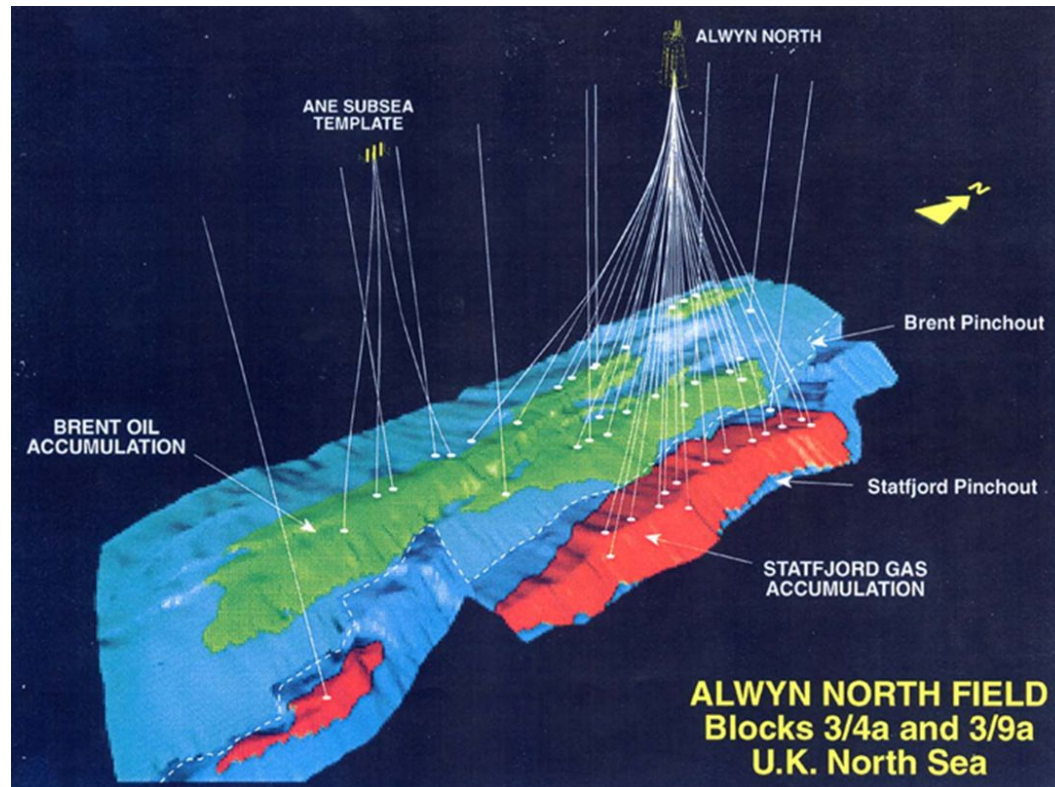 ALWYN NORTH
ANE SUBSEA
TEMPLATE
N
Brent Pinchout
BRENT OIL
ACCUMULATION
Statfjord Pinchout
STATFJORD GAS
ACCUMULATION
ALWYN NORTH FIELD
Blocks 3/4a and 3/9a
U.K. North Sea